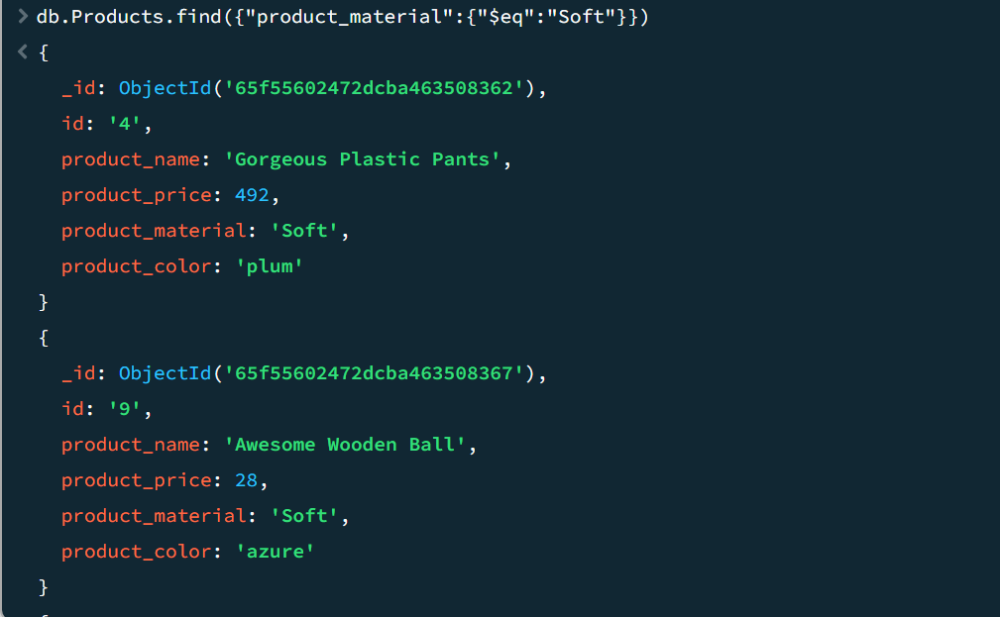 > db.Products.find({"product_material":{"$eq":"Soft"}})
< {
_id: ObjectId('65f55602472dcba463508362'),
id: '4',
product_name: 'Gorgeous Plastic Pants',
product_price: 492,
product_material: 'Soft',
product_color: 'plum'
}
{
_id: ObjectId('65f55602472dcba463508367'),
id: '9',
product_name: 'Awesome Wooden Ball',
product_price: 28,
product_material: 'Soft',
product_color: 'azure'
}